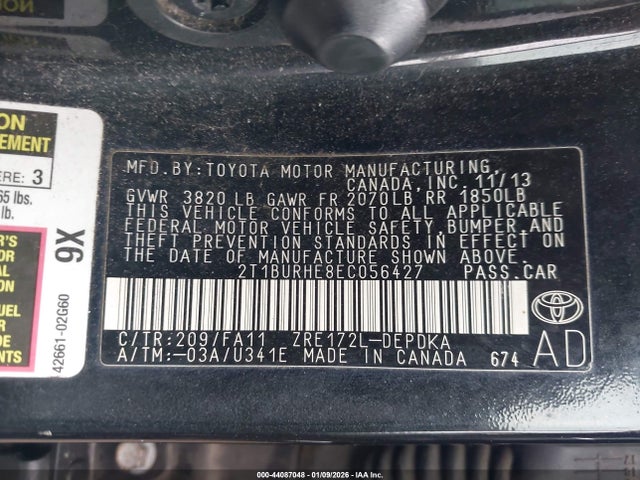 ON
EMENT
ERE: 3
65 lbs.
lb.
R'S
UEL
ENTS
42661-02G60
9X
MFD.BY:TOYOTA MOTOR MANUFACTURING,
CANADA, INC. 11/13
GVWR 3820 LB GAWR FR 2070LB RR 1850LB
THIS VEHICLE CONFORMS TO ALL APPLICABLE
FEDERAL MOTOR VEHICLE SAFETY, BUMPER, AND
THEFT PREVENTION STANDARDS IN EFFECT ON
THE DATE OF MANUFACTURE SHOWN ABOVE.
2T1BURHE8EC056427 PASS.CAR
C/TR:209/FA11 ZRE172L-DEPDKA
A/TM:-03A/U341E MADE IN CANADA 674
AD
000-44087048 - 01/09/2026 - IAA Inc.